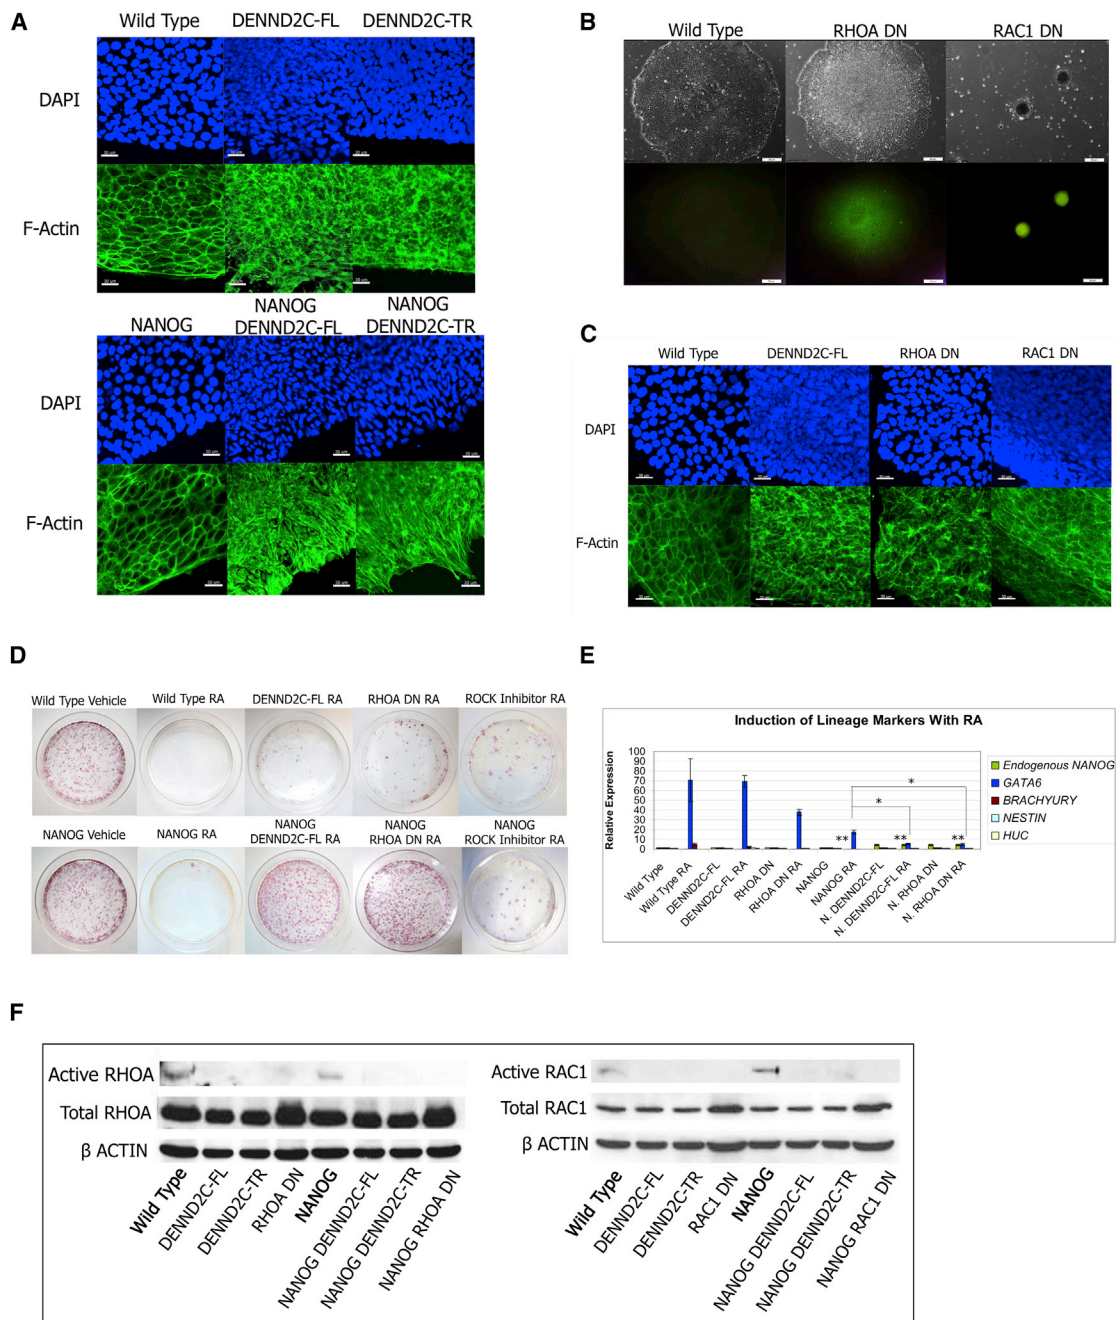 A
Wild Type DENND2C-FL DENND2C-TR
DAPI
F-Actin
NANOG NANOG DENND2C-FL NANOG DENND2C-TR
DAPI
F-Actin
B
Wild Type RHOA DN RAC1 DN
C
Wild Type DENND2C-FL RHOA DN RAC1 DN
DAPI
F-Actin
D
Wild Type Vehicle Wild Type RA DENND2C-FL RA RHOA DN RA ROCK Inhibitor RA
NANOG Vehicle NANOG RA NANOG DENND2C-FL RA NANOG RHOA DN RA NANOG ROCK Inhibitor RA
E
Induction of Lineage Markers With RA
Relative Expression
100
90
80
70
60
50
40
30
20
10
0
** * ** * **
Wild Type
Wild Type RA
DENND2C-FL
DENND2C-FL RA
RHOA DN
RHOA DN RA
NANOG
NANOG RA
N. DENND2C-FL
N. DENND2C-FL RA
N. RHOA DN
N. RHOA DN RA
Endogenous NANOG
GATA6
BRACHYURY
NESTIN
HUC
F
Active RHOA
Total RHOA
β ACTIN
Wild Type
DENND2C-FL
DENND2C-TR
RHOA DN
NANOG
NANOG DENND2C-FL
NANOG DENND2C-TR
NANOG RHOA DN
Active RAC1
Total RAC1
β ACTIN
Wild Type
DENND2C-FL
DENND2C-TR
RAC1 DN
NANOG
NANOG DENND2C-FL
NANOG DENND2C-TR
NANOG RAC1 DN